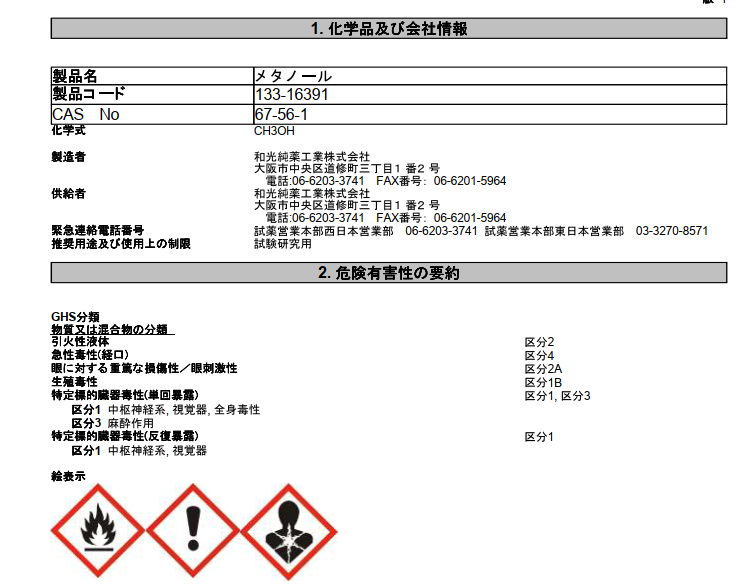 1. 化学品及び会社情報
製品名 メタノール
製品コード 133-16391
CAS No 67-56-1
化学式 CH3OH
製造者 和光純薬工業株式会社
大阪市中央区道修町三丁目1 番2 号
電話:06-6203-3741 FAX番号: 06-6201-5964
供給者 和光純薬工業株式会社
大阪市中央区道修町三丁目1 番2 号
電話:06-6203-3741 FAX番号: 06-6201-5964
緊急連絡電話番号 試薬営業本部西日本営業部 06-6203-3741 試薬営業本部東日本営業部 03-3270-8571
推奨用途及び使用上の制限 試験研究用
2. 危険有害性の要約
GHS分類
物質又は混合物の分類
引火性液体 区分2
急性毒性(経口) 区分4
眼に対する重篤な損傷性／眼刺激性 区分2A
生殖毒性 区分1B
特定標的臓器毒性(単回暴露) 区分1, 区分3
区分1 中枢神経系, 視覚器, 全身毒性
区分3 麻酔作用
特定標的臓器毒性(反復暴露) 区分1
区分1 中枢神経系, 視覚器
絵表示